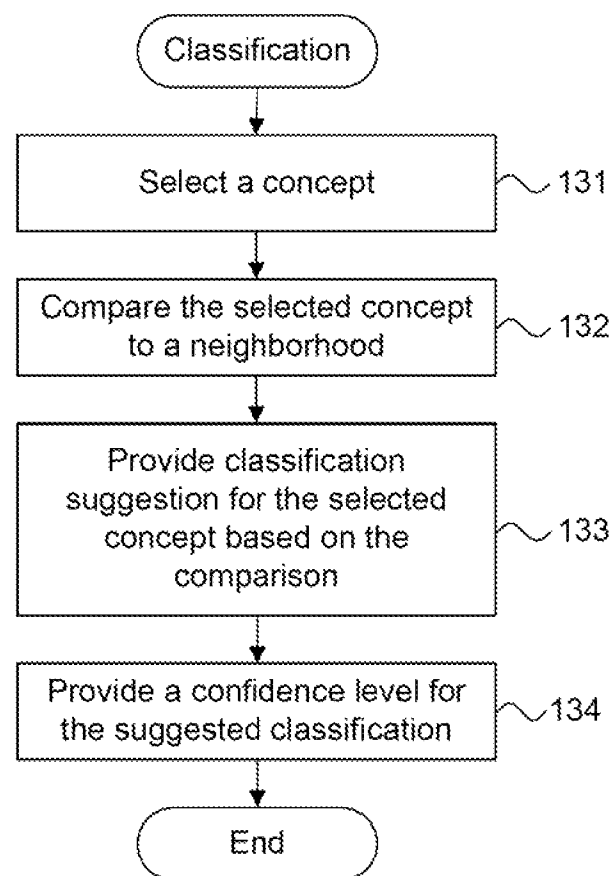 Classification
Select a concept
131
Compare the selected concept
to a neighborhood
132
Provide classification
suggestion for the selected
concept based on the
comparison
133
Provide a confidence level for
the suggested classification
134
End